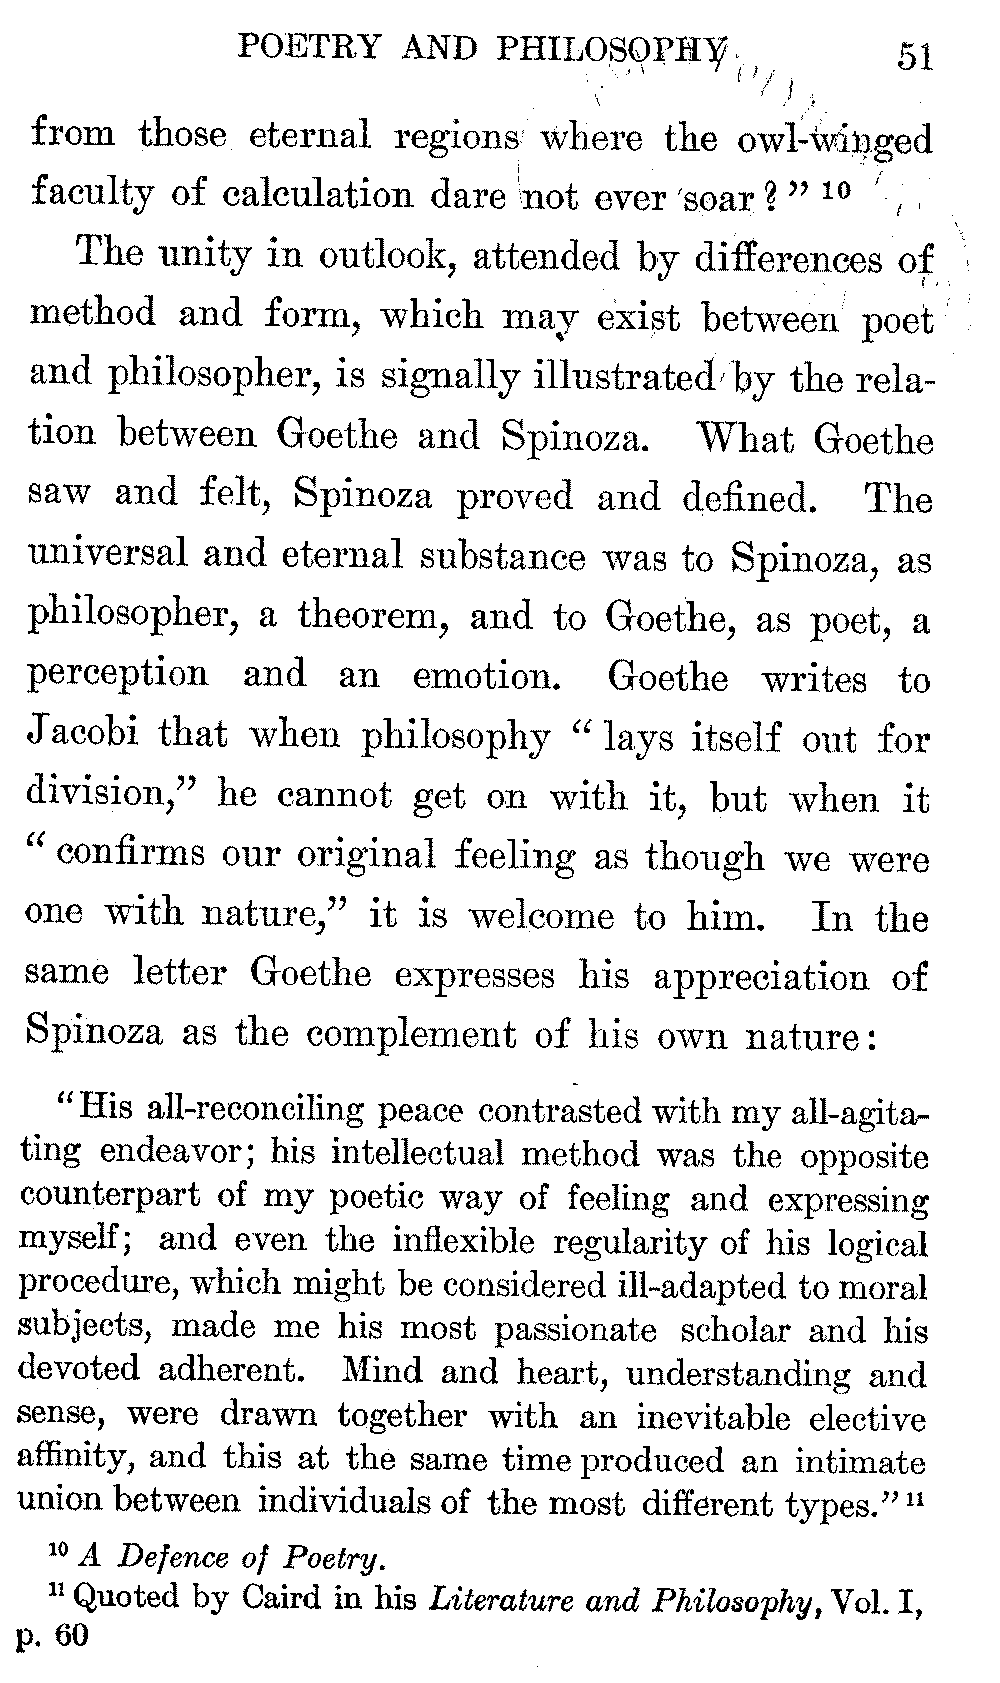 POETRY AND PHILOSOPHY 51
from those eternal regions where the owl-winged
faculty of calculation dare not ever soar?" 10
The unity in outlook, attended by differences of
method and form, which may exist between poet
and philosopher, is signally illustrated by the rela-
tion between Goethe and Spinoza. What Goethe
saw and felt, Spinoza proved and defined. The
universal and eternal substance was to Spinoza, as
philosopher, a theorem, and to Goethe, as poet, a
perception and an emotion. Goethe writes to
Jacobi that when philosophy "lays itself out for
division," he cannot get on with it, but when it
"confirms our original feeling as though we were
one with nature," it is welcome to him. In the
same letter Goethe expresses his appreciation of
Spinoza as the complement of his own nature:
"His all-reconciling peace contrasted with my all-agita-
ting endeavor; his intellectual method was the opposite
counterpart of my poetic way of feeling and expressing
myself; and even the inflexible regularity of his logical
procedure, which might be considered ill-adapted to moral
subjects, made me his most passionate scholar and his
devoted adherent. Mind and heart, understanding and
sense, were drawn together with an inevitable elective
affinity, and this at the same time produced an intimate
union between individuals of the most different types." 11
10 A Defence of Poetry.
11 Quoted by Caird in his Literature and Philosophy, Vol. I,
p. 60